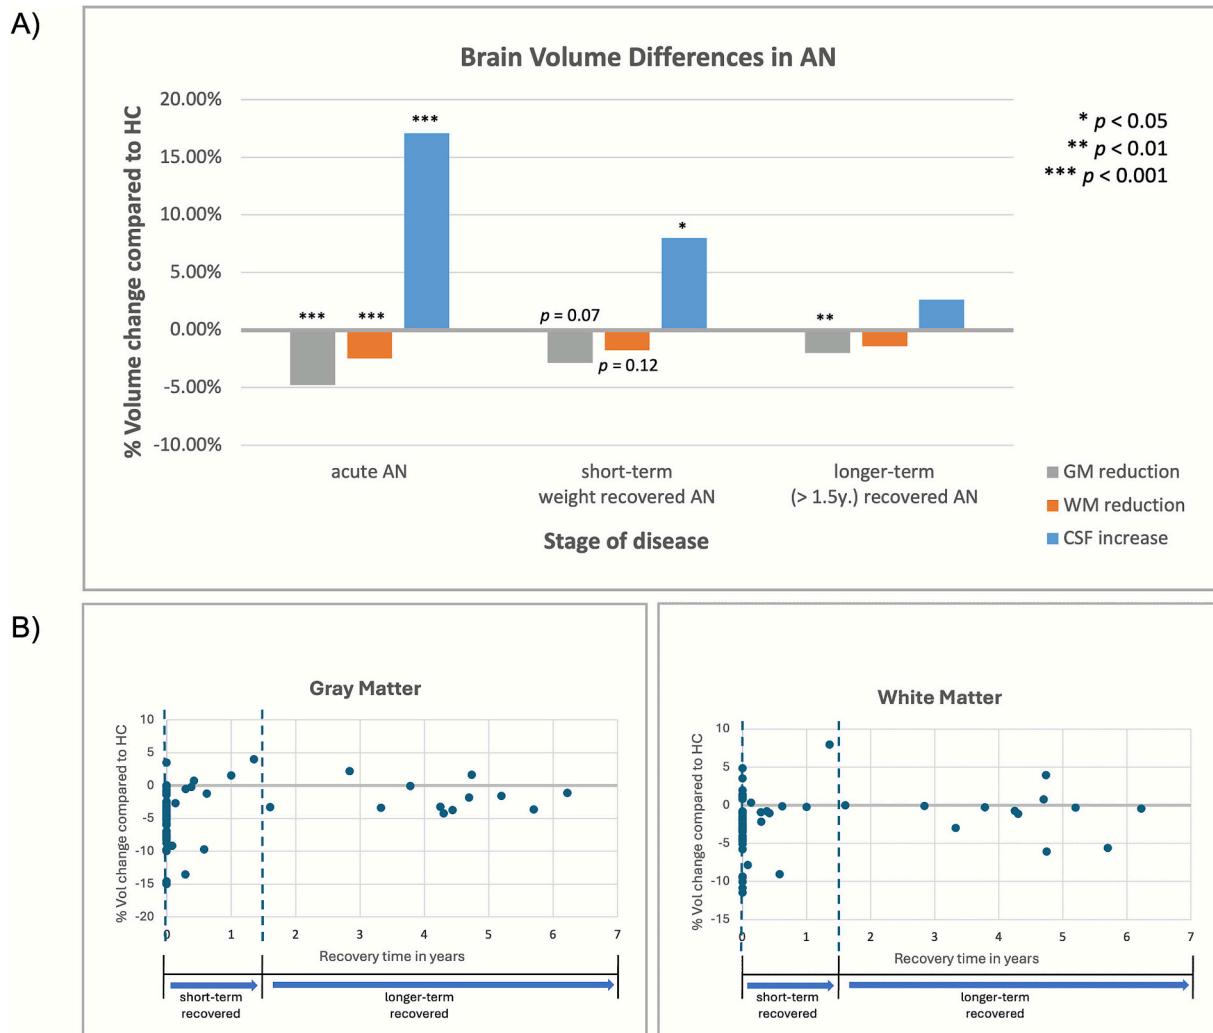 A)
Brain Volume Differences in AN
% Volume change compared to HC
20.00%
15.00%
10.00%
5.00%
0.00%
-5.00%
-10.00%
***
***
***
p = 0.07
p = 0.12
*
**
* p < 0.05
** p < 0.01
*** p < 0.001
acute AN
short-term
weight recovered AN
longer-term
(> 1.5y.) recovered AN
Stage of disease
GM reduction
WM reduction
CSF increase
B)
Gray Matter
% Vol change compared to HC
10
5
0
-5
-10
-15
-20
0 1 2 3 4 5 6 7
Recovery time in years
short-term
recovered
longer-term
recovered
White Matter
% Vol change compared to HC
10
5
0
-5
-10
-15
0 1 2 3 4 5 6 7
Recovery time in years
short-term
recovered
longer-term
recovered